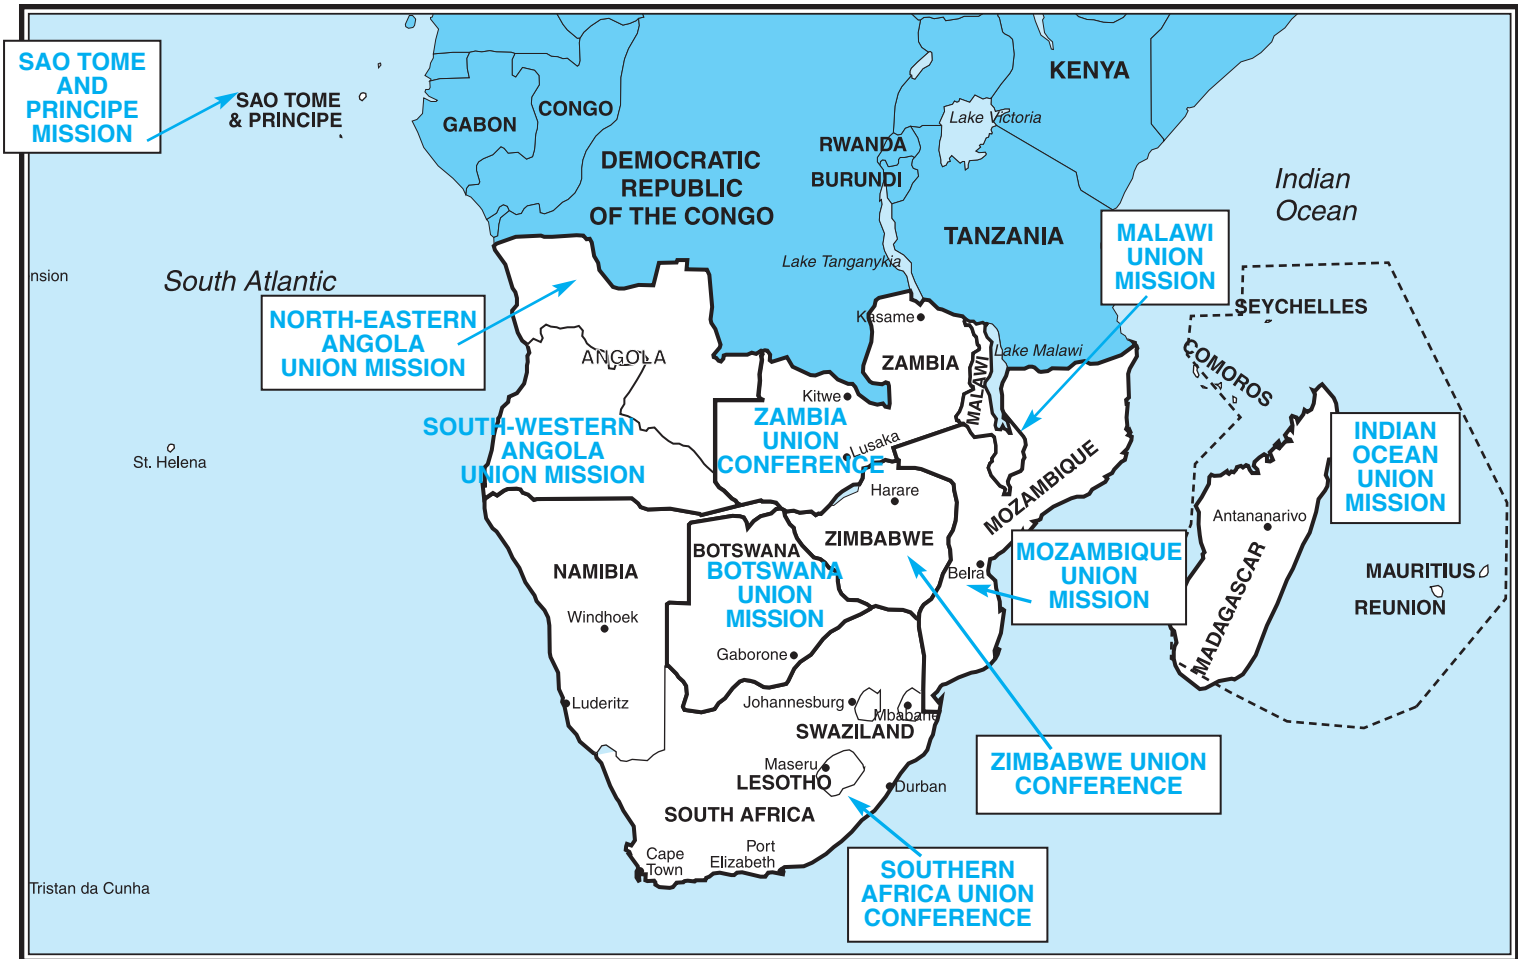 SAO TOME
AND
PRINCIPE
MISSION
SAO TOME
& PRINCIPE
GABON
CONGO
DEMOCRATIC
REPUBLIC
OF THE CONGO
RWANDA
BURUNDI
KENYA
Lake Victoria
TANZANIA
Lake Tanganykia
Indian
Ocean
MALAWI
UNION
MISSION
nsion
South Atlantic
NORTH-EASTERN
ANGOLA
UNION MISSION
ANGOLA
SOUTH-WESTERN
ANGOLA
UNION MISSION
Kasame
ZAMBIA
MALAWI
Lake Malawi
Kitwe
ZAMBIA
UNION
CONFERENCE
Lusaka
SEYCHELLES
COMOROS
INDIAN
OCEAN
UNION
MISSION
St. Helena
Harare
ZIMBABWE
MOZAMBIQUE
Antananarivo
MADAGASCAR
MAURITIUS
REUNION
NAMIBIA
Windhoek
Luderitz
BOTSWANA
BOTSWANA
UNION
MISSION
Gaborone
Belra
MOZAMBIQUE
UNION
MISSION
Johannesburg
Mbabane
SWAZILAND
Maseru
LESOTHO
Durban
SOUTH AFRICA
Cape
Town
Port
Elizabeth
ZIMBABWE UNION
CONFERENCE
SOUTHERN
AFRICA UNION
CONFERENCE
Tristan da Cunha